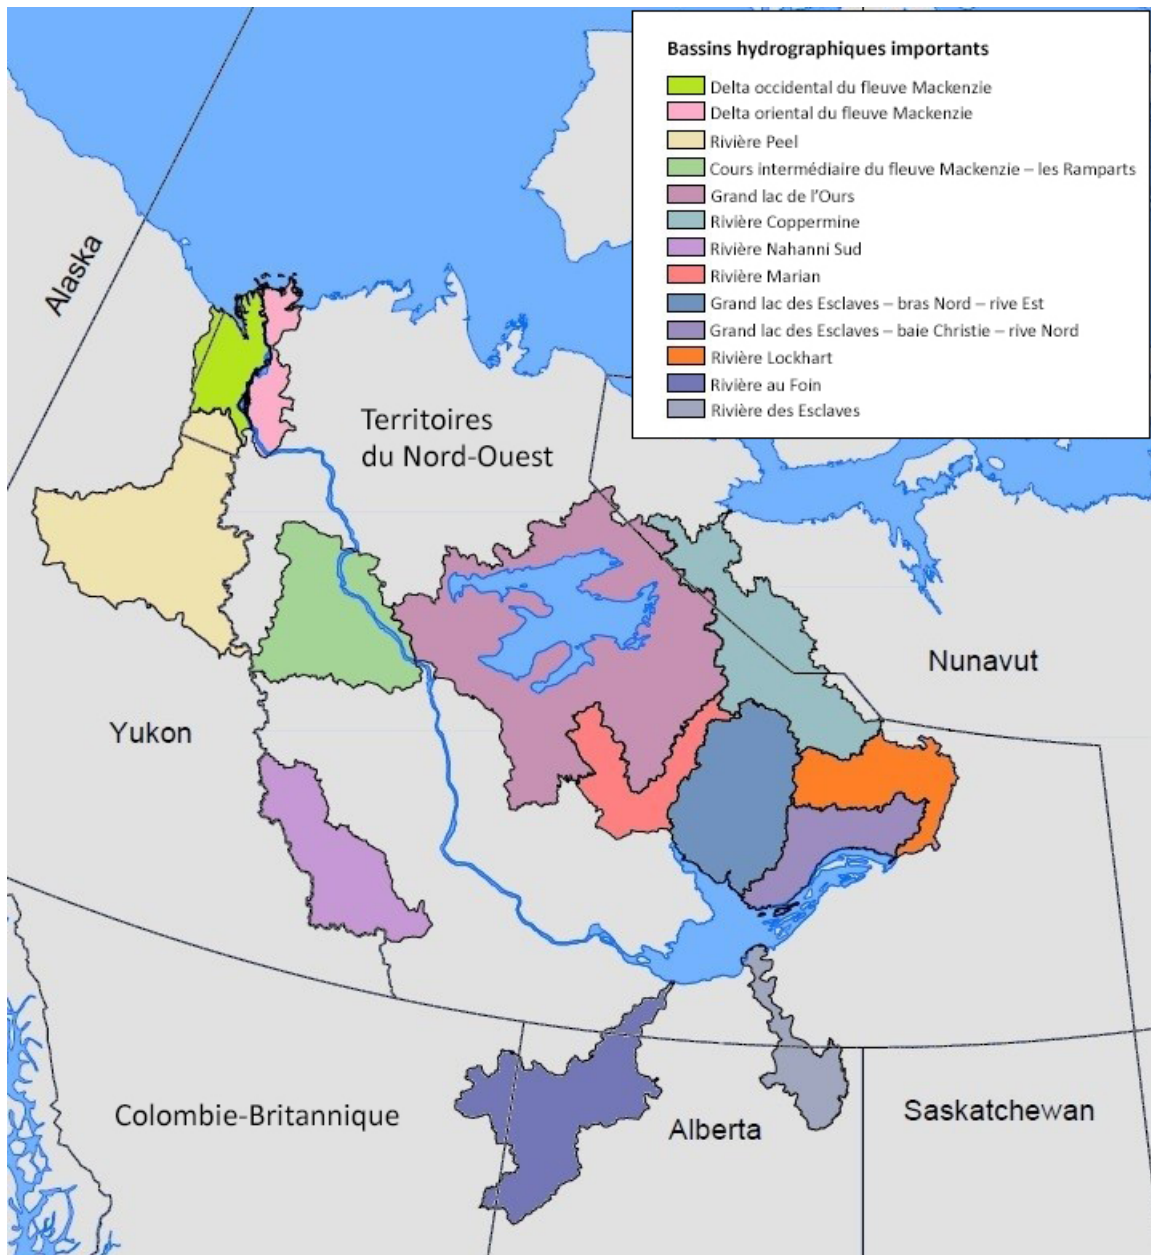 Bassins hydrographiques importants
Delta occidental du fleuve Mackenzie
Delta oriental du fleuve Mackenzie
Rivière Peel
Cours intermédiaire du fleuve Mackenzie – les Ramparts
Grand lac de l'Ours
Rivière Coppermine
Rivière Nahanni Sud
Rivière Marian
Grand lac des Esclaves – bras Nord – rive Est
Grand lac des Esclaves – baie Christie – rive Nord
Rivière Lockhart
Rivière au Foin
Rivière des Esclaves
Alaska
Territoires
du Nord-Ouest
Nunavut
Yukon
Colombie-Britannique
Alberta
Saskatchewan